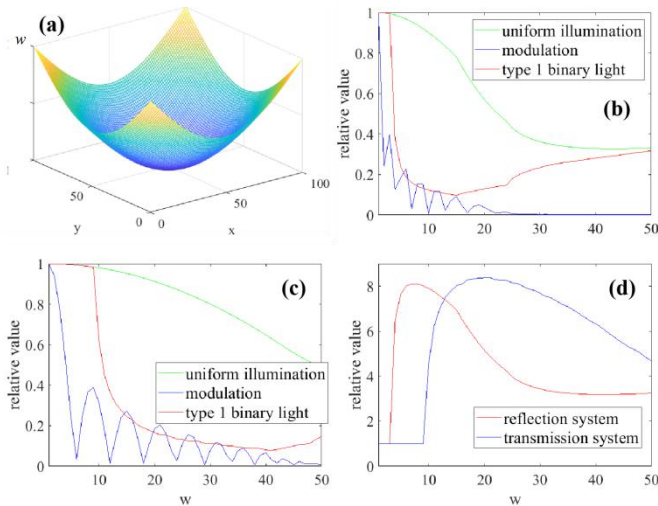 (a)
w
50
y
0
0
50
x
100
relative value
1
0.8
0.6
0.4
0.2
0
10
20
30
40
50
uniform illumination
modulation
type 1 binary light
(b)
relative value
1
0.8
0.6
0.4
0.2
0
10
20
30
40
50
w
(c)
uniform illumination
modulation
type 1 binary light
relative value
8
6
4
2
0
10
20
30
40
50
w
(d)
reflection system
transmission system